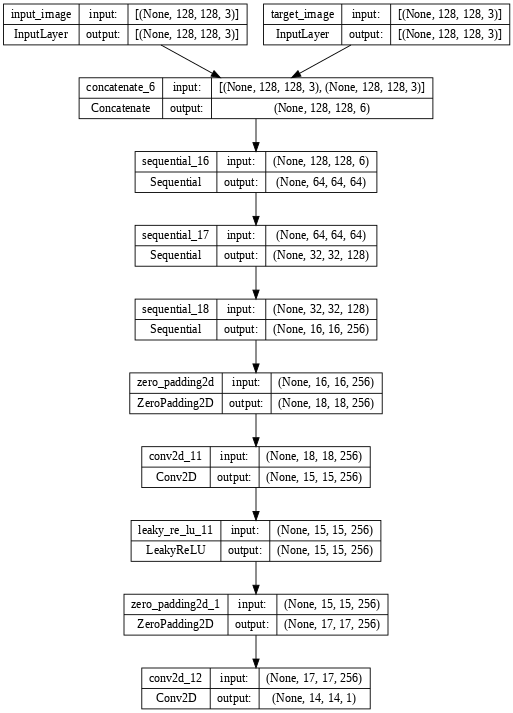 input_image input: [(None, 128, 128, 3)]
InputLayer output: [(None, 128, 128, 3)]
target_image input: [(None, 128, 128, 3)]
InputLayer output: [(None, 128, 128, 3)]
concatenate_6 input: [(None, 128, 128, 3), (None, 128, 128, 3)]
Concatenate output: (None, 128, 128, 6)
sequential_16 input: (None, 128, 128, 6)
Sequential output: (None, 64, 64, 64)
sequential_17 input: (None, 64, 64, 64)
Sequential output: (None, 32, 32, 128)
sequential_18 input: (None, 32, 32, 128)
Sequential output: (None, 16, 16, 256)
zero_padding2d input: (None, 16, 16, 256)
ZeroPadding2D output: (None, 18, 18, 256)
conv2d_11 input: (None, 18, 18, 256)
Conv2D output: (None, 15, 15, 256)
leaky_re_lu_11 input: (None, 15, 15, 256)
LeakyReLU output: (None, 15, 15, 256)
zero_padding2d_1 input: (None, 15, 15, 256)
ZeroPadding2D output: (None, 17, 17, 256)
conv2d_12 input: (None, 17, 17, 256)
Conv2D output: (None, 14, 14, 1)